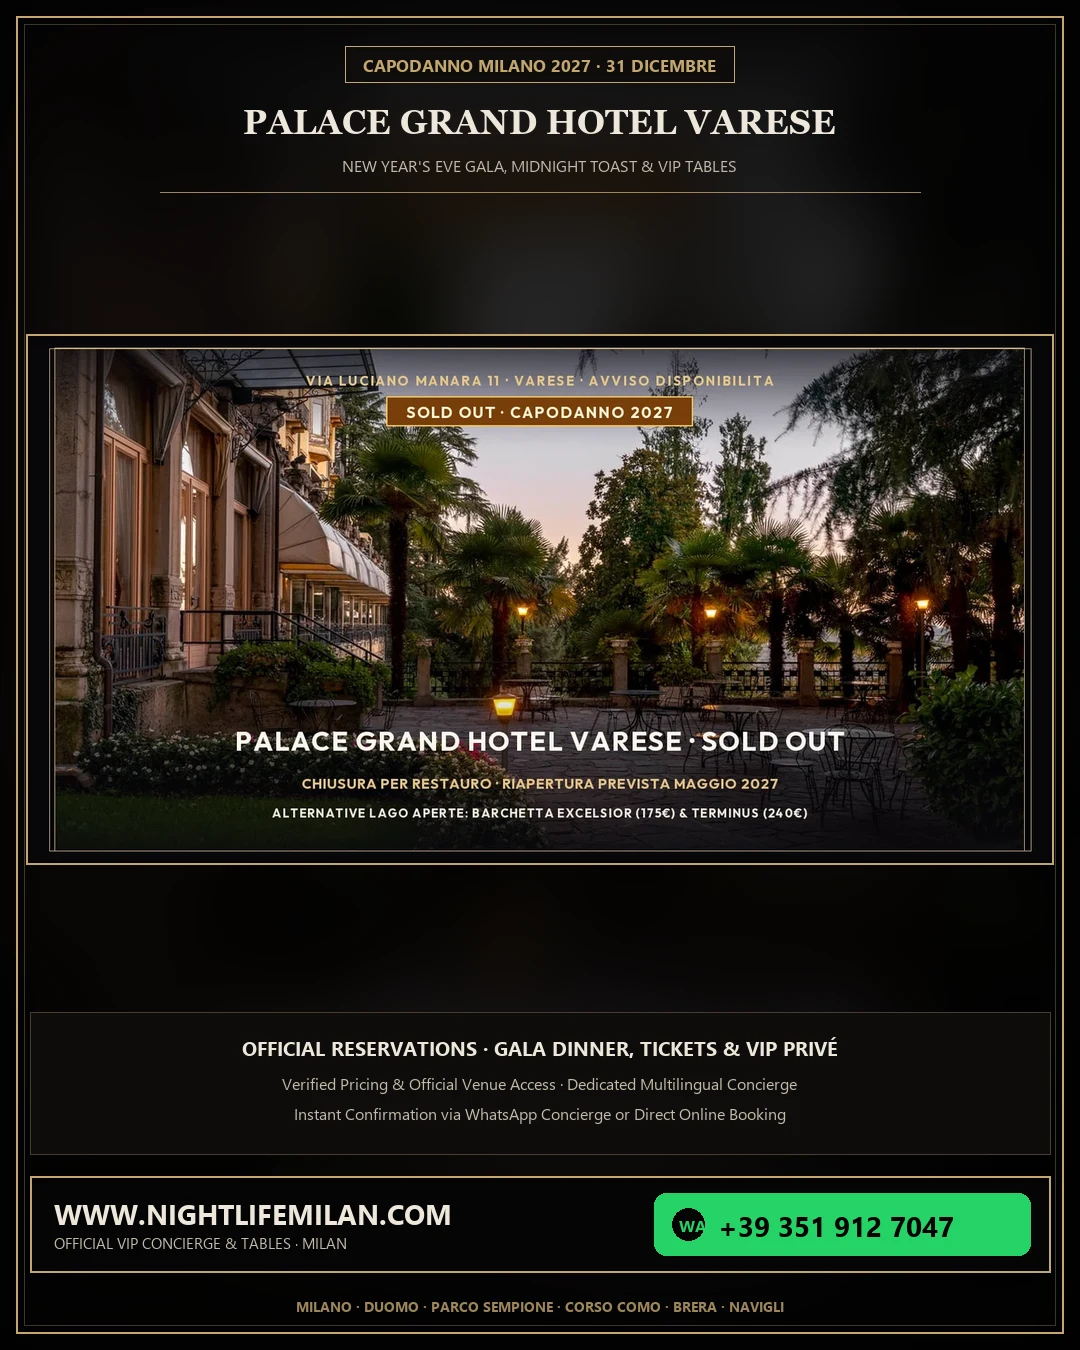 CAPODANNO MILANO 2027 · 31 DICEMBRE
PALACE GRAND HOTEL VARESE
NEW YEAR'S EVE GALA, MIDNIGHT TOAST & VIP TABLES
VIA LUCIANO MANARA 11 · VARESE · AVVISO DISPONIBILITA
SOLD OUT · CAPODANNO 2027
PALACE GRAND HOTEL VARESE · SOLD OUT
CHIUSURA PER RESTAURO · RIAPERTURA PREVISTA MAGGIO 2027
ALTERNATIVE LAGO APERTE: BARCHETTA EXCELSIOR (175€) & TERMINUS (240€)
OFFICIAL RESERVATIONS · GALA DINNER, TICKETS & VIP PRIVÉ
Verified Pricing & Official Venue Access · Dedicated Multilingual Concierge
Instant Confirmation via WhatsApp Concierge or Direct Online Booking
WWW.NIGHTLIFEMILAN.COM
OFFICIAL VIP CONCIERGE & TABLES · MILAN
WA +39 351 912 7047
MILANO · DUOMO · PARCO SEMPIONE · CORSO COMO · BRERA · NAVIGLI